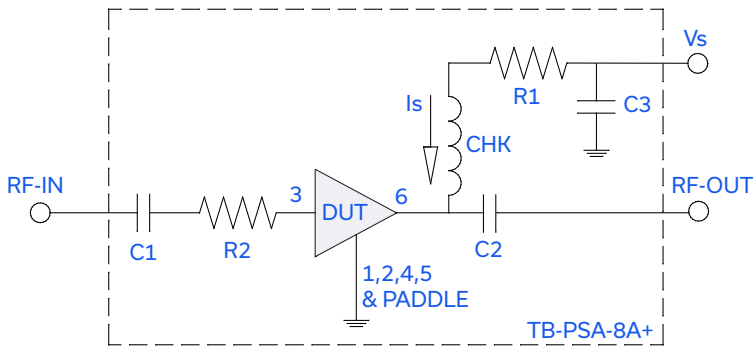 Vs
R1
C3
Is
CHK
RF-IN
3
DUT
6
RF-OUT
C1
R2
C2
1,2,4,5
& PADDLE
TB-PSA-8A+